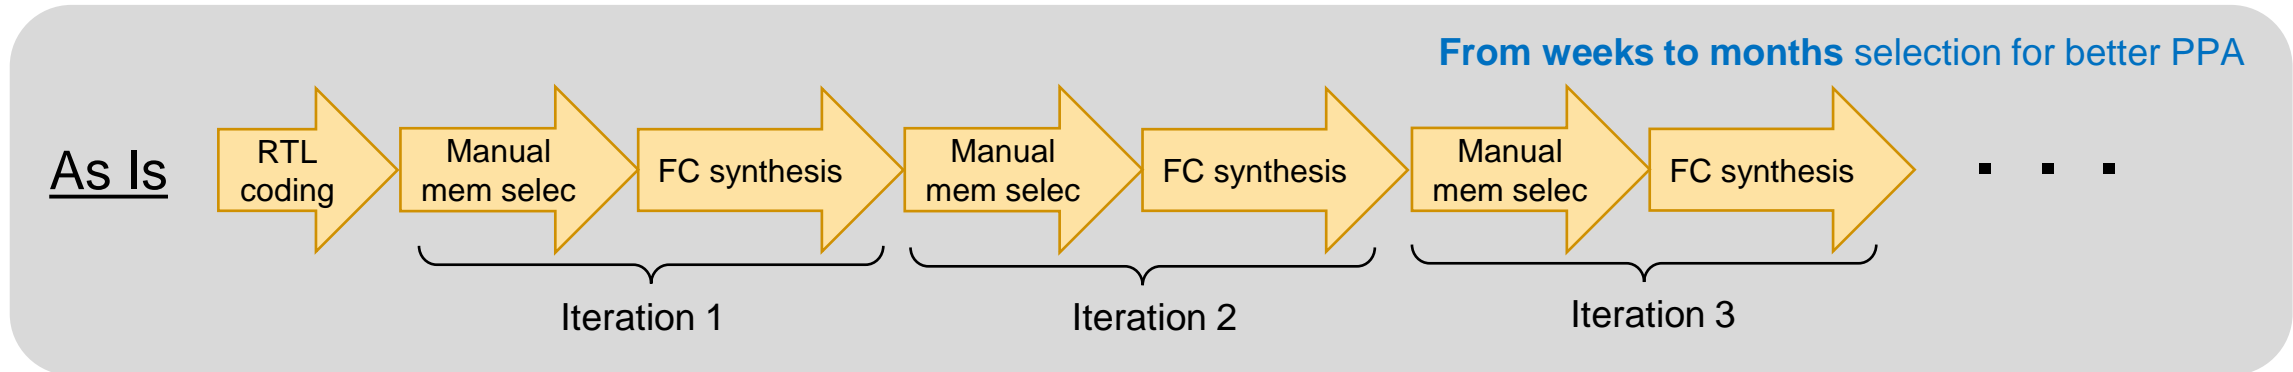 From weeks to months selection for better PPA
As Is
RTL
coding
Manual
mem selec
FC synthesis
Manual
mem selec
FC synthesis
Manual
mem selec
FC synthesis
. . .
Iteration 1
Iteration 2
Iteration 3